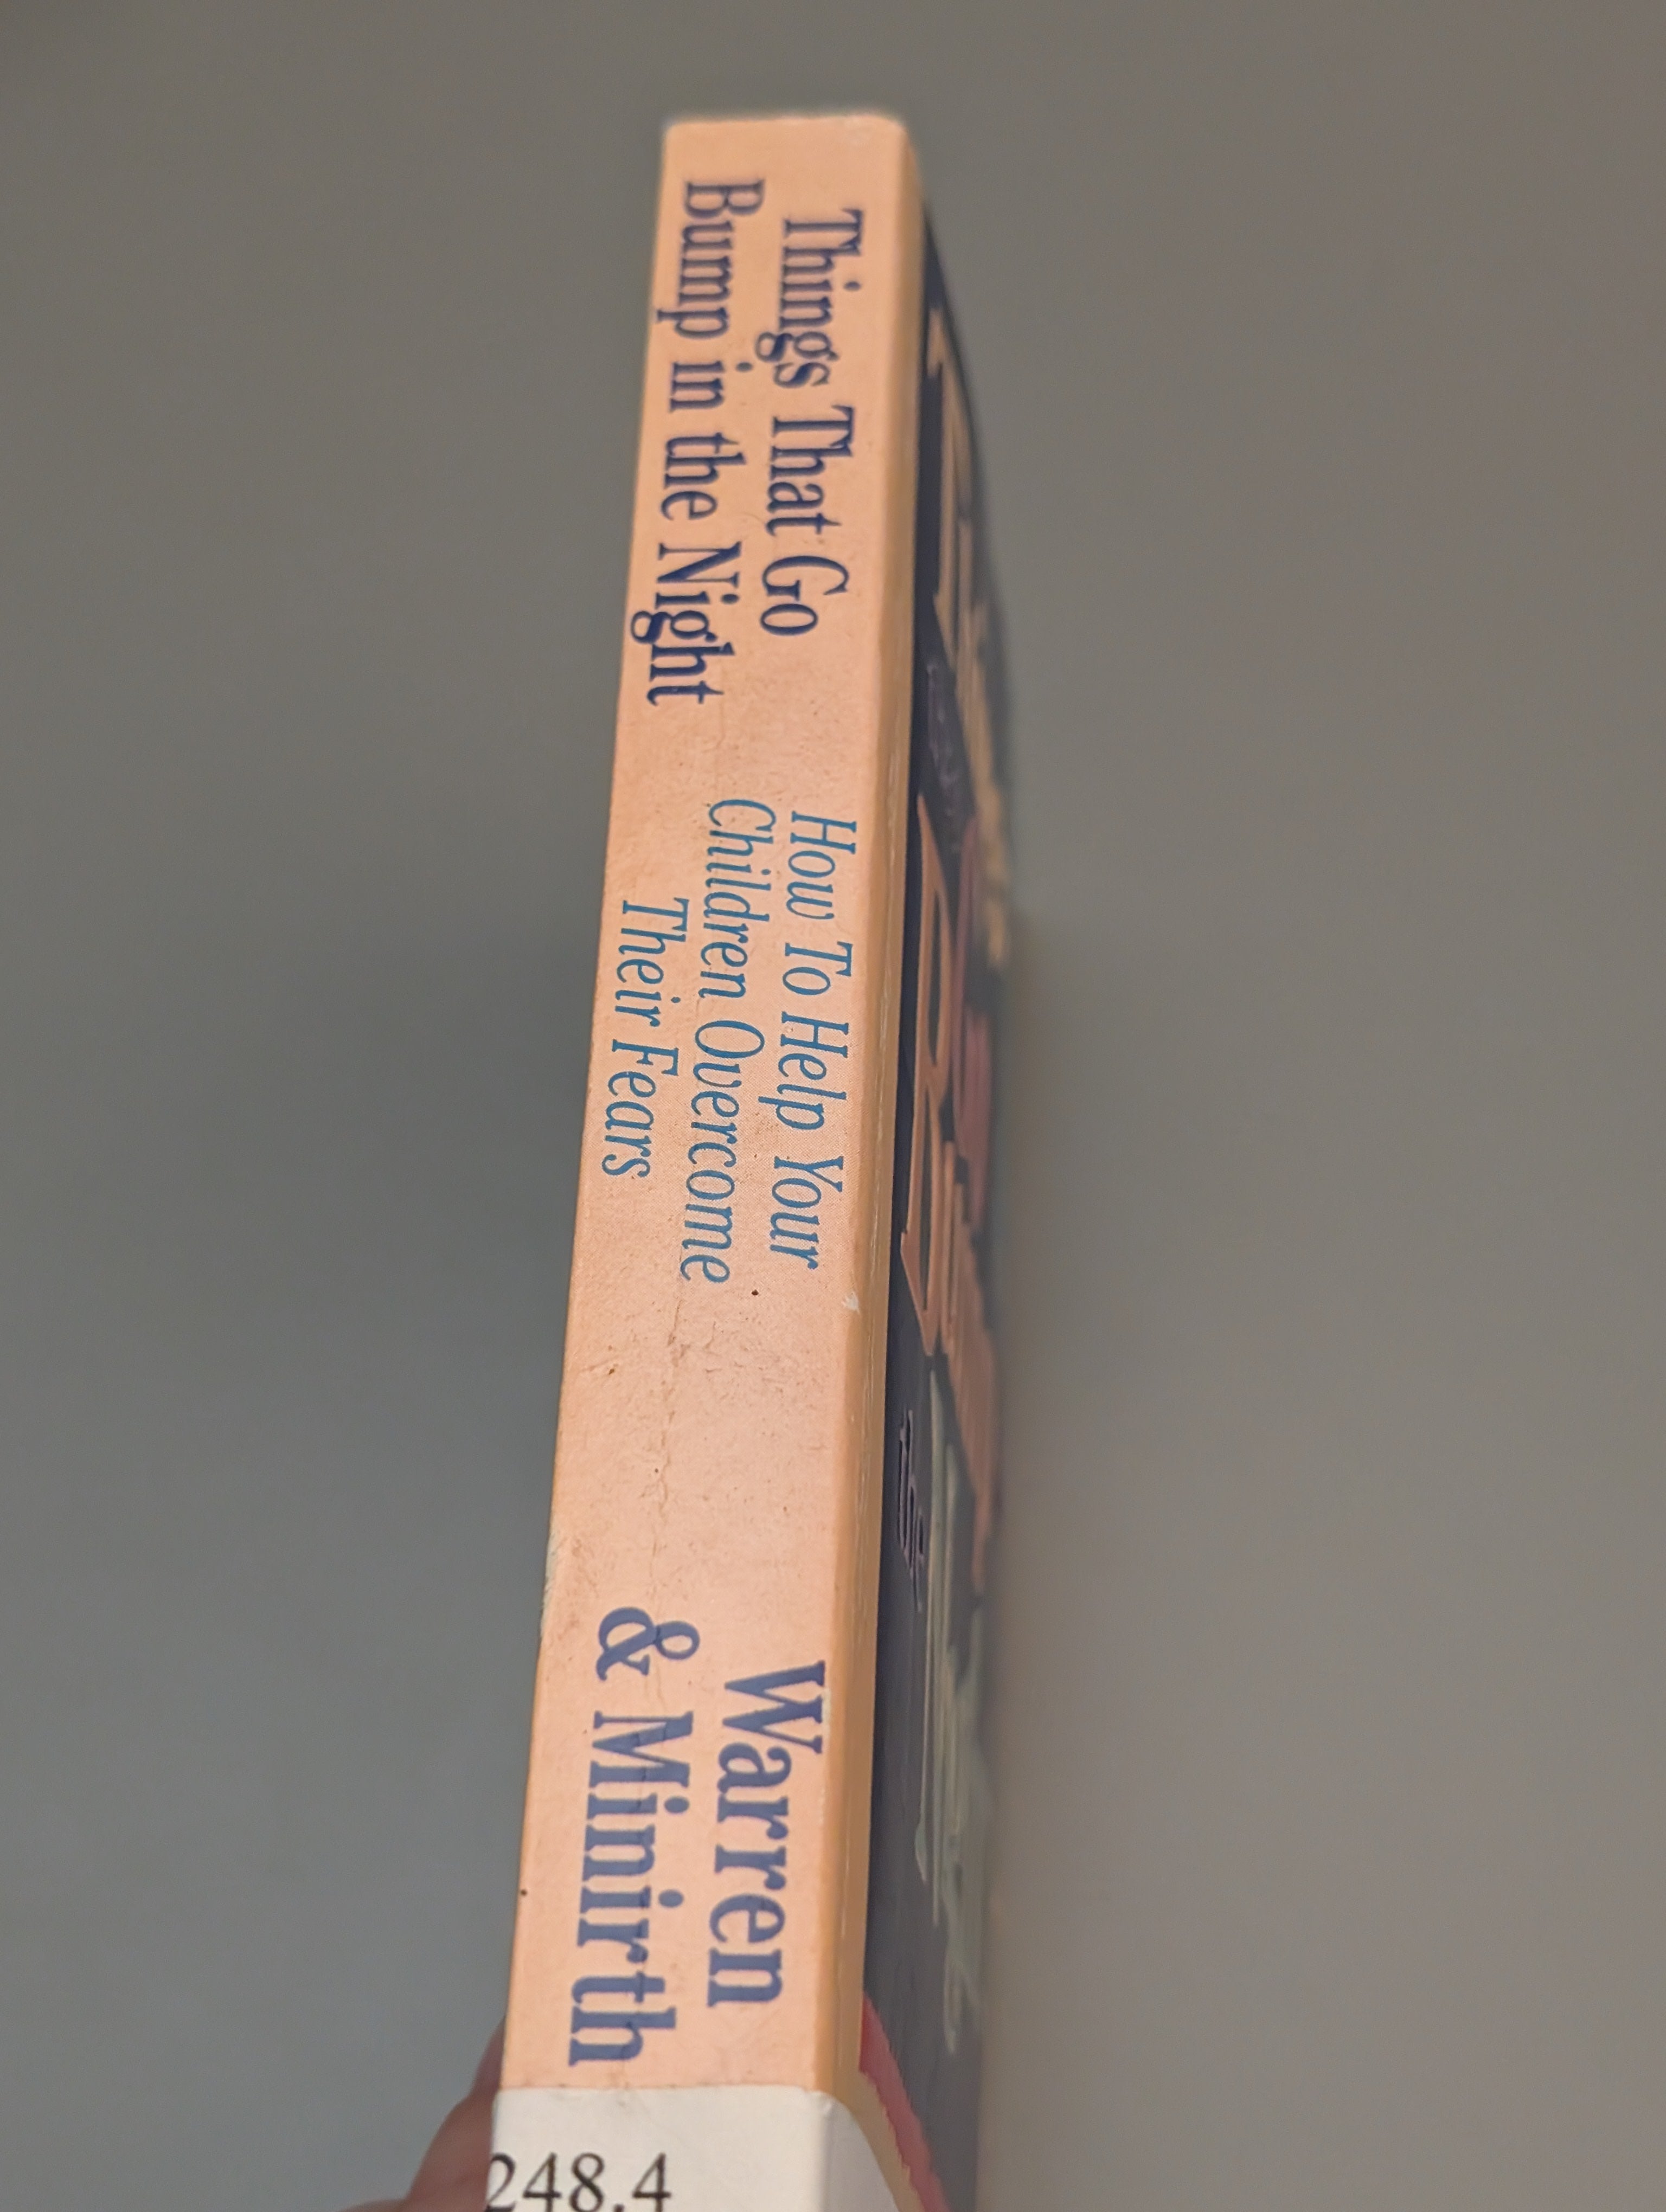 Things That Go
Bump in the Night
How To Help Your
Children Overcome
Their Fears
Warren
& Minirth
248.4
the